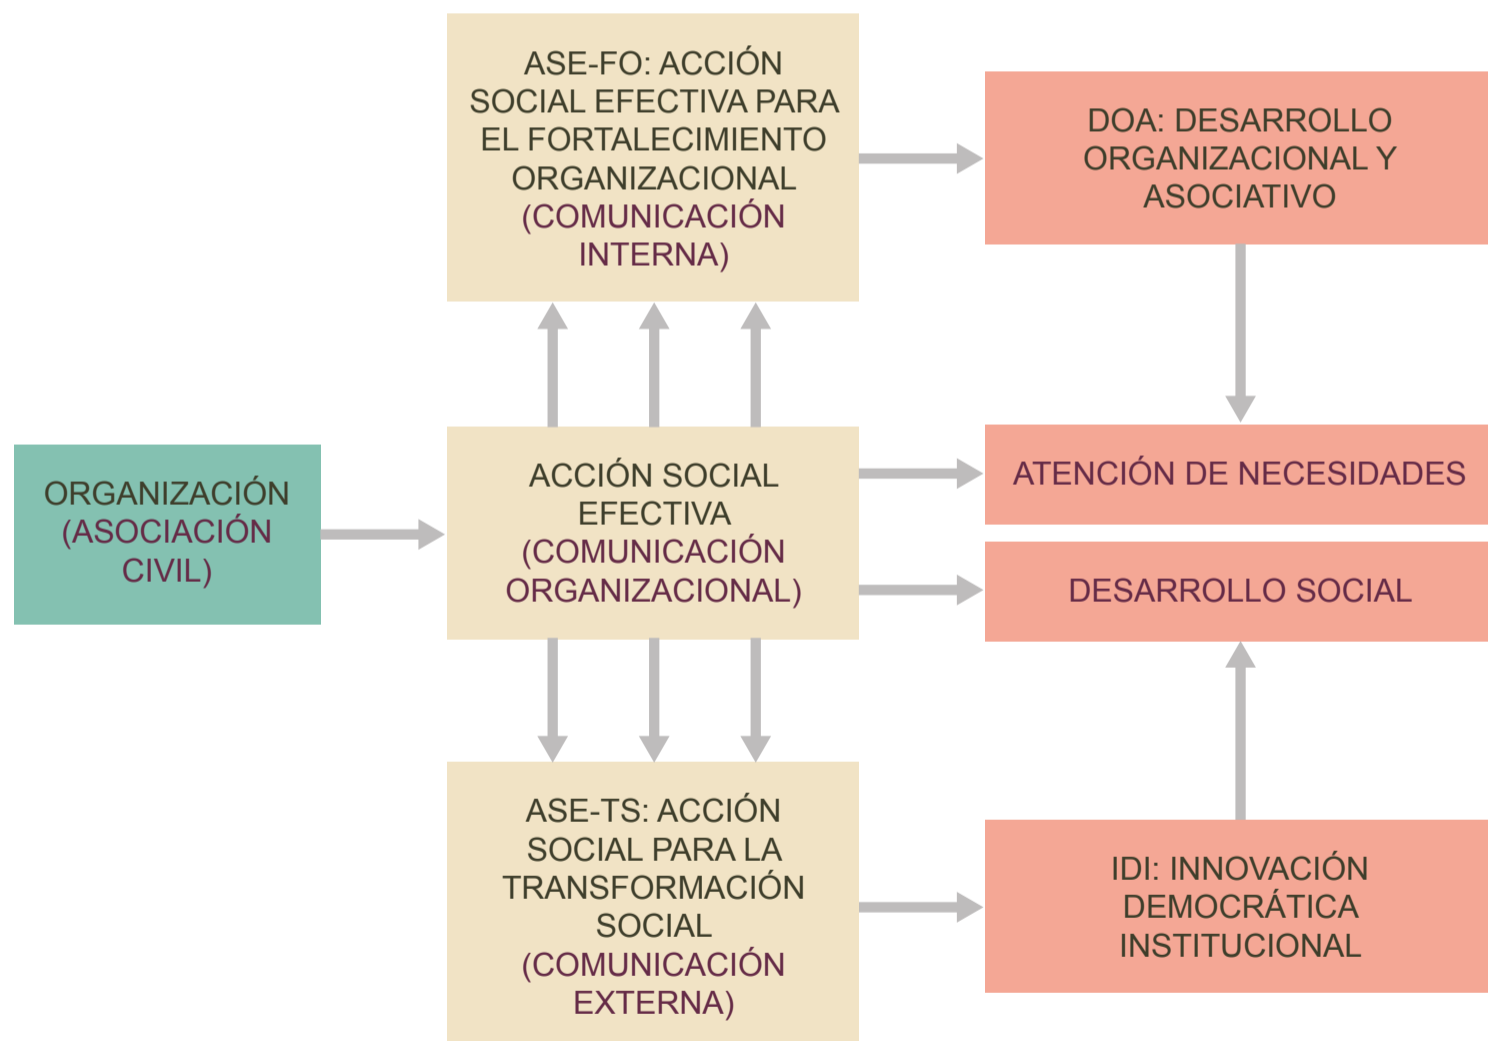 ASE-FO: ACCIÓN
SOCIAL EFECTIVA PARA
EL FORTALECIMIENTO
ORGANIZACIONAL
(COMUNICACIÓN
INTERNA)
DOA: DESARROLLO
ORGANIZACIONAL Y
ASOCIATIVO
ORGANIZACIÓN
(ASOCIACIÓN
CIVIL)
ACCIÓN SOCIAL
EFECTIVA
(COMUNICACIÓN
ORGANIZACIONAL)
ATENCIÓN DE NECESIDADES
DESARROLLO SOCIAL
ASE-TS: ACCIÓN
SOCIAL PARA LA
TRANSFORMACIÓN
SOCIAL
(COMUNICACIÓN
EXTERNA)
IDI: INNOVACIÓN
DEMOCRÁTICA
INSTITUCIONAL